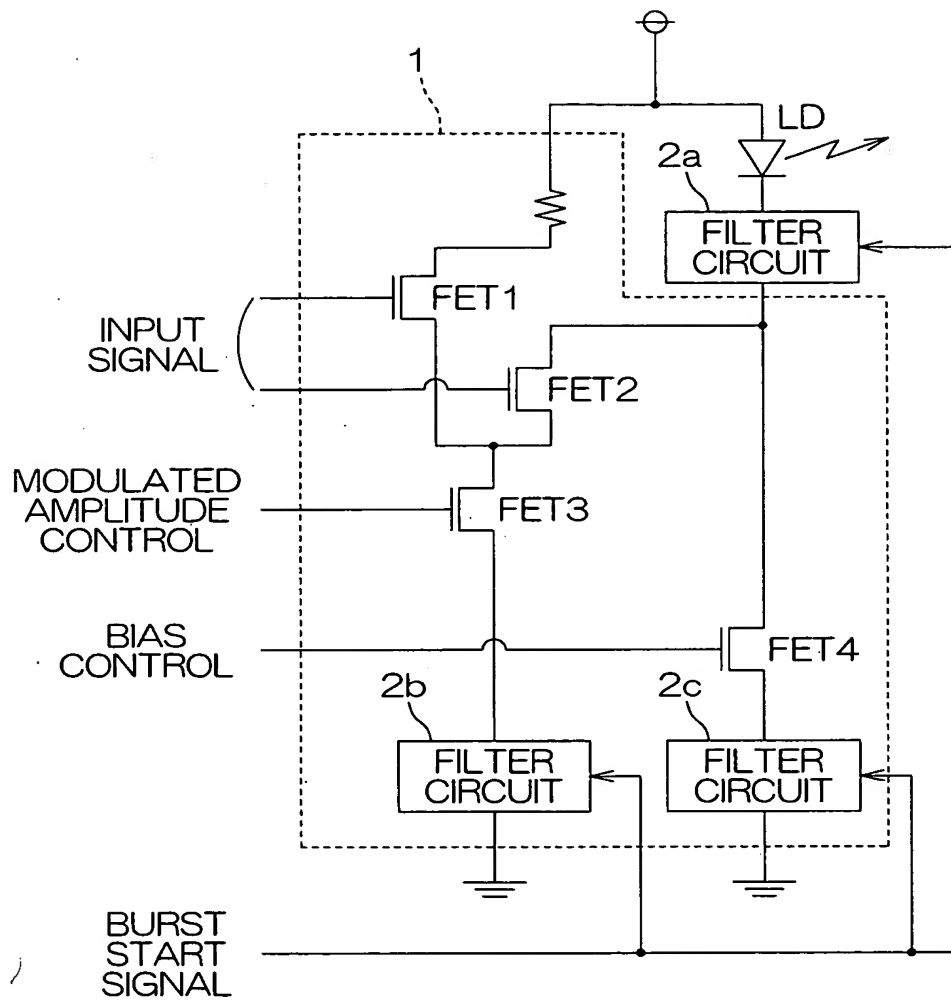 1
LD
2a
FILTER
CIRCUIT
FET1
INPUT
SIGNAL
FET2
MODULATED
AMPLITUDE
CONTROL
FET3
BIAS
CONTROL
FET4
2b
2c
FILTER
CIRCUIT
FILTER
CIRCUIT
BURST
START
SIGNAL